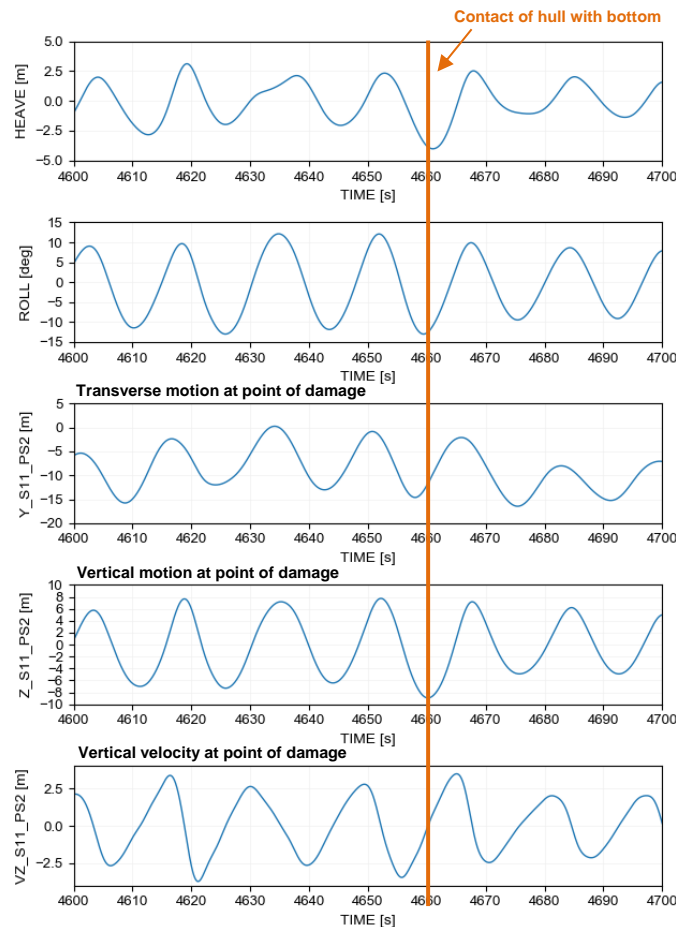 Contact of hull with bottom
5.0
2.5
0.0
−2.5
−5.0
HEAVE [m]
4600 4610 4620 4630 4640 4650 4660 4670 4680 4690 4700
TIME [s]
15
10
5
0
−5
−10
−15
ROLL [deg]
4600 4610 4620 4630 4640 4650 4660 4670 4680 4690 4700
TIME [s]
Transverse motion at point of damage
5
0
−5
−10
−15
−20
Y_S11_PS2 [m]
4600 4610 4620 4630 4640 4650 4660 4670 4680 4690 4700
TIME [s]
Vertical motion at point of damage
10
8
6
4
2
0
−2
−4
−6
−8
−10
Z_S11_PS2 [m]
4600 4610 4620 4630 4640 4650 4660 4670 4680 4690 4700
TIME [s]
Vertical velocity at point of damage
2.5
0.0
−2.5
VZ_S11_PS2 [m]
4600 4610 4620 4630 4640 4650 4660 4670 4680 4690 4700
TIME [s]